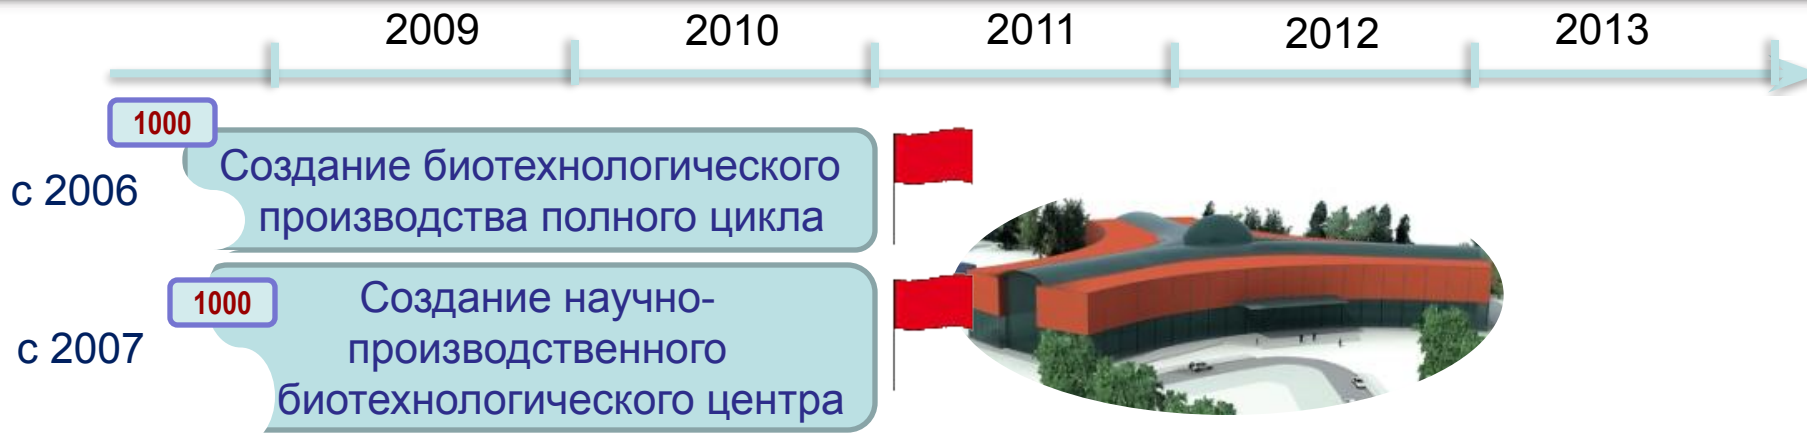 2009 2010 2011 2012 2013
1000
с 2006
Создание биотехнологического
производства полного цикла
1000
с 2007
Создание научно-
производственного
биотехнологического центра